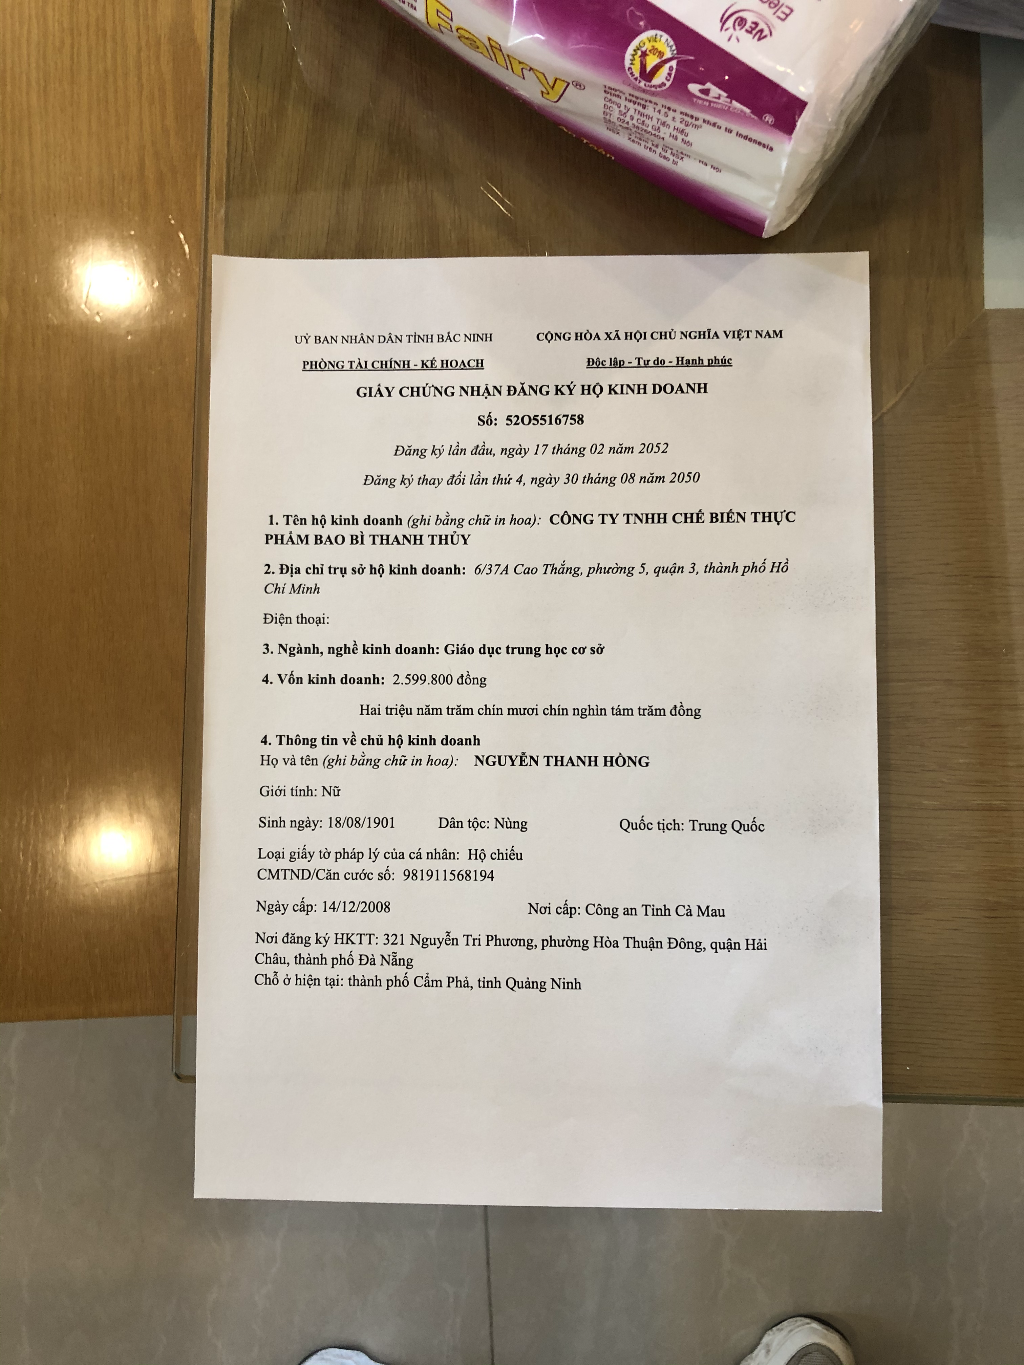 Fairy®
NEW
HÀNG VIỆT NAM
2018
CHẤT LƯỢNG CAO
100% Nguyên liệu nhập khẩu từ Indonesia
Định lượng: 14.5 ± 2g/m²
Công ty TNHH Tiến Hiếu
ĐC: Số 9 Cầu Gỗ - Hà Nội
UỶ BAN NHÂN DÂN TỈNH BẮC NINH
CỘNG HÒA XÃ HỘI CHỦ NGHĨA VIỆT NAM
PHÒNG TÀI CHÍNH - KẾ HOẠCH
Độc lập - Tự do - Hạnh phúc
GIẤY CHỨNG NHẬN ĐĂNG KÝ HỘ KINH DOANH
Số: 52O5516758
Đăng ký lần đầu, ngày 17 tháng 02 năm 2052
Đăng ký thay đổi lần thứ 4, ngày 30 tháng 08 năm 2050
1. Tên hộ kinh doanh (ghi bằng chữ in hoa): CÔNG TY TNHH CHẾ BIẾN THỰC
PHẨM BAO BÌ THANH THỦY
2. Địa chỉ trụ sở hộ kinh doanh: 6/37A Cao Thắng, phường 5, quận 3, thành phố Hồ
Chí Minh
Điện thoại:
3. Ngành, nghề kinh doanh: Giáo dục trung học cơ sở
4. Vốn kinh doanh: 2.599.800 đồng
Hai triệu năm trăm chín mươi chín nghìn tám trăm đồng
4. Thông tin về chủ hộ kinh doanh
Họ và tên (ghi bằng chữ in hoa): NGUYỄN THANH HỒNG
Giới tính: Nữ
Sinh ngày: 18/08/1901 Dân tộc: Nùng Quốc tịch: Trung Quốc
Loại giấy tờ pháp lý của cá nhân: Hộ chiếu
CMTND/Căn cước số: 981911568194
Ngày cấp: 14/12/2008 Nơi cấp: Công an Tỉnh Cà Mau
Nơi đăng ký HKTT: 321 Nguyễn Tri Phương, phường Hòa Thuận Đông, quận Hải
Châu, thành phố Đà Nẵng
Chỗ ở hiện tại: thành phố Cẩm Phả, tỉnh Quảng Ninh